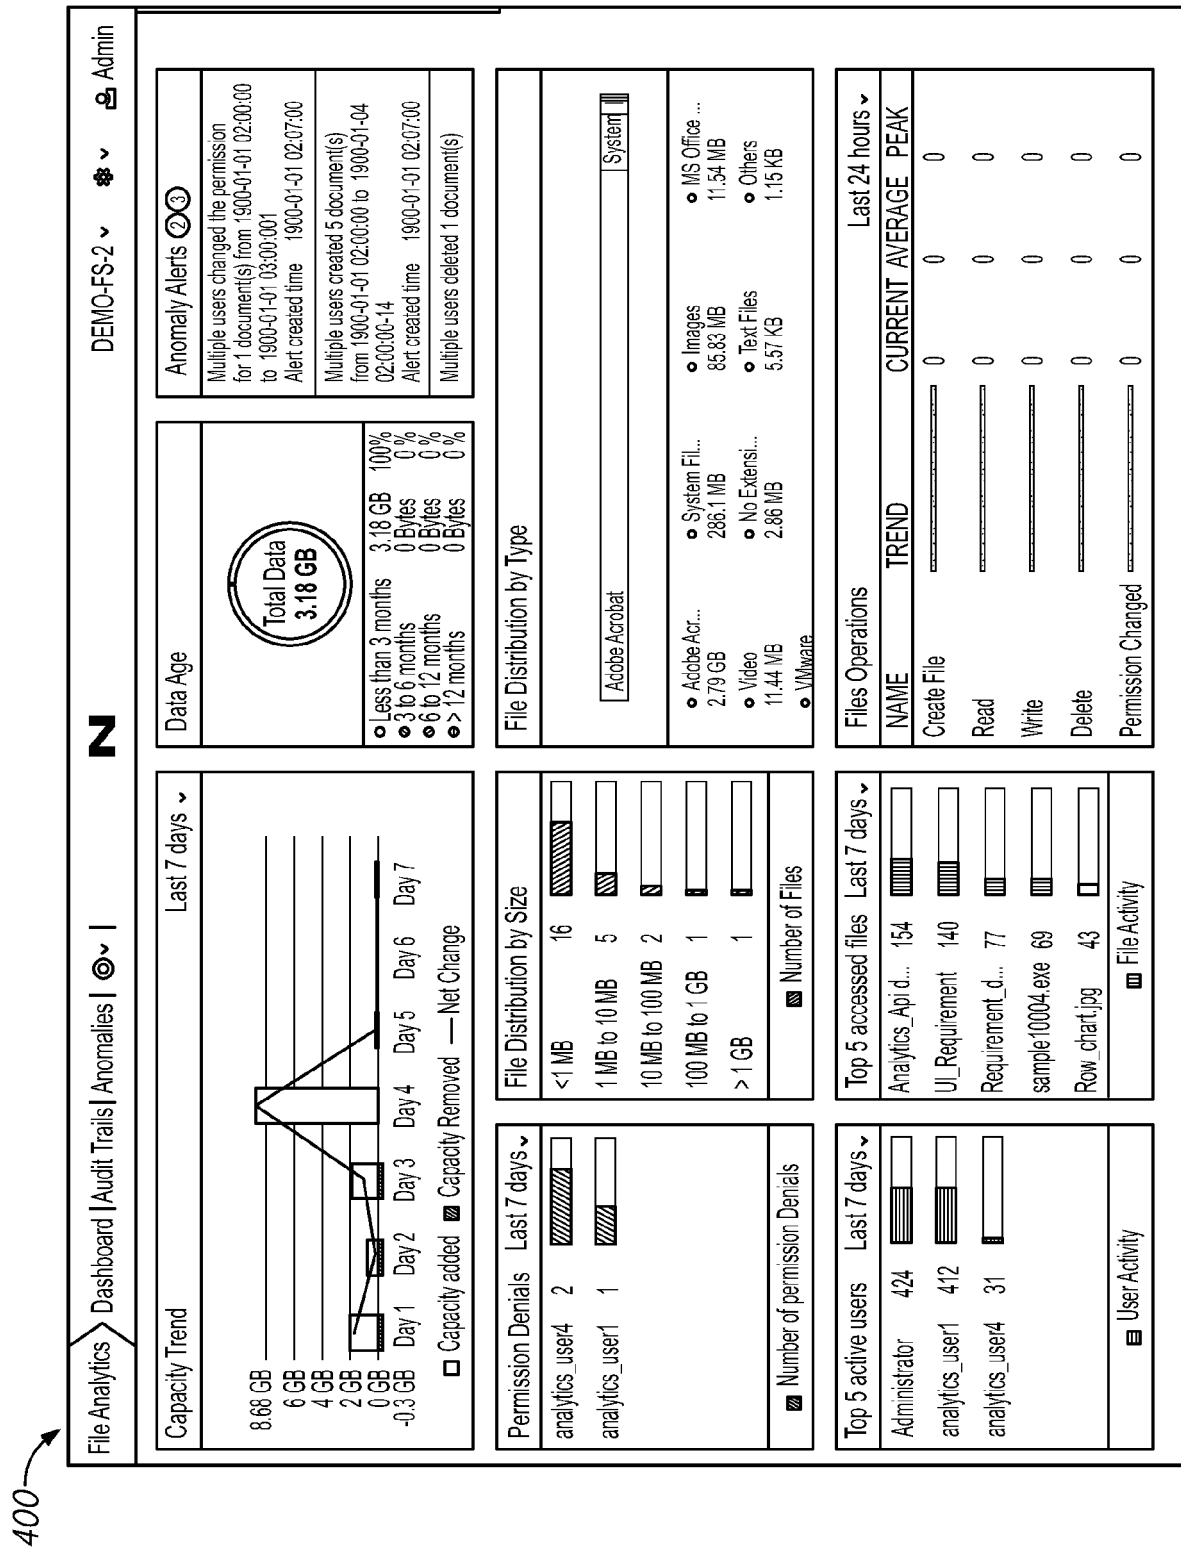 400
File Analytics Dashboard | Audit Trails | Anomalies | N DEMO-FS-2 Admin
Capacity Trend Last 7 days
8.68 GB
6 GB
4 GB
2 GB
0 GB
-0.3 GB
Day 1 Day 2 Day 3 Day 4 Day 5 Day 6 Day 7
Capacity added Capacity Removed Net Change
Data Age
Total Data
3.18 GB
Less than 3 months 3.18 GB 100%
3 to 6 months 0 Bytes 0 %
6 to 12 months 0 Bytes 0 %
> 12 months 0 Bytes 0 %
Anomaly Alerts 2 3
Multiple users changed the permission
for 1 document(s) from 1900-01-01 02:00:00
to 1900-01-01 03:00:001
Alert created time 1900-01-01 02:07:00
Multiple users created 5 document(s)
from 1900-01-01 02:00:00 to 1900-01-04
02:00:00-14
Alert created time 1900-01-01 02:07:00
Multiple users deleted 1 document(s)
Permission Denials Last 7 days
analytics_user4 2
analytics_user1 1
Number of permission Denials
File Distribution by Size
<1 MB 16
1 MB to 10 MB 5
10 MB to 100 MB 2
100 MB to 1 GB 1
> 1 GB 1
Number of Files
File Distribution by Type
Adobe Acrobat System
Adobe Acr... System Fil... Images MS Office ...
2.79 GB 286.1 MB 85.83 MB 11.54 MB
Video No Extensi... Text Files Others
11.44 MB 2.86 MB 5.57 KB 1.15 KB
VMware
Top 5 active users Last 7 days
Administrator 424
analytics_user1 412
analytics_user4 31
User Activity
Top 5 accessed files Last 7 days
Analytics_Api d... 154
UI_Requirement 140
Requirement_d... 77
sample10004.exe 69
Row_chart.jpg 43
File Activity
Files Operations Last 24 hours
NAME TREND CURRENT AVERAGE PEAK
Create File 0 0 0
Read 0 0 0
Write 0 0 0
Delete 0 0 0
Permission Changed 0 0 0